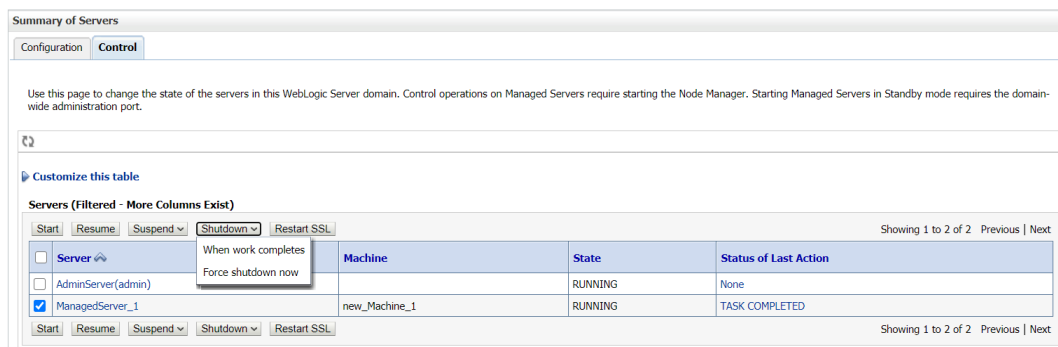 Summary of Servers
Configuration Control
Use this page to change the state of the servers in this WebLogic Server domain. Control operations on Managed Servers require starting the Node Manager. Starting Managed Servers in Standby mode requires the domain-
wide administration port.
Customize this table
Servers (Filtered - More Columns Exist)
Start Resume Suspend Shutdown Restart SSL Showing 1 to 2 of 2 Previous | Next
When work completes
Force shutdown now
Server Machine State Status of Last Action
AdminServer(admin) RUNNING None
ManagedServer_1 new_Machine_1 RUNNING TASK COMPLETED
Start Resume Suspend Shutdown Restart SSL Showing 1 to 2 of 2 Previous | Next